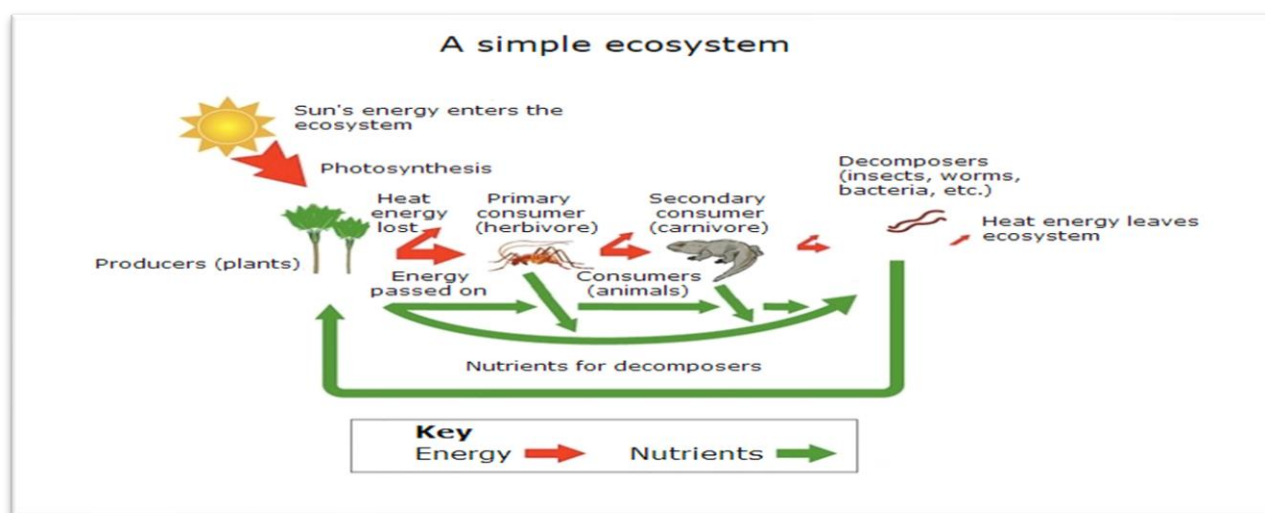 A simple ecosystem
Sun's energy enters the
ecosystem
Photosynthesis
Decomposers
(insects, worms,
bacteria, etc.)
Heat
energy
lost
Primary
consumer
(herbivore)
Secondary
consumer
(carnivore)
Heat energy leaves
ecosystem
Producers (plants)
Energy
passed on
Consumers
(animals)
Nutrients for decomposers
Key
Energy
Nutrients